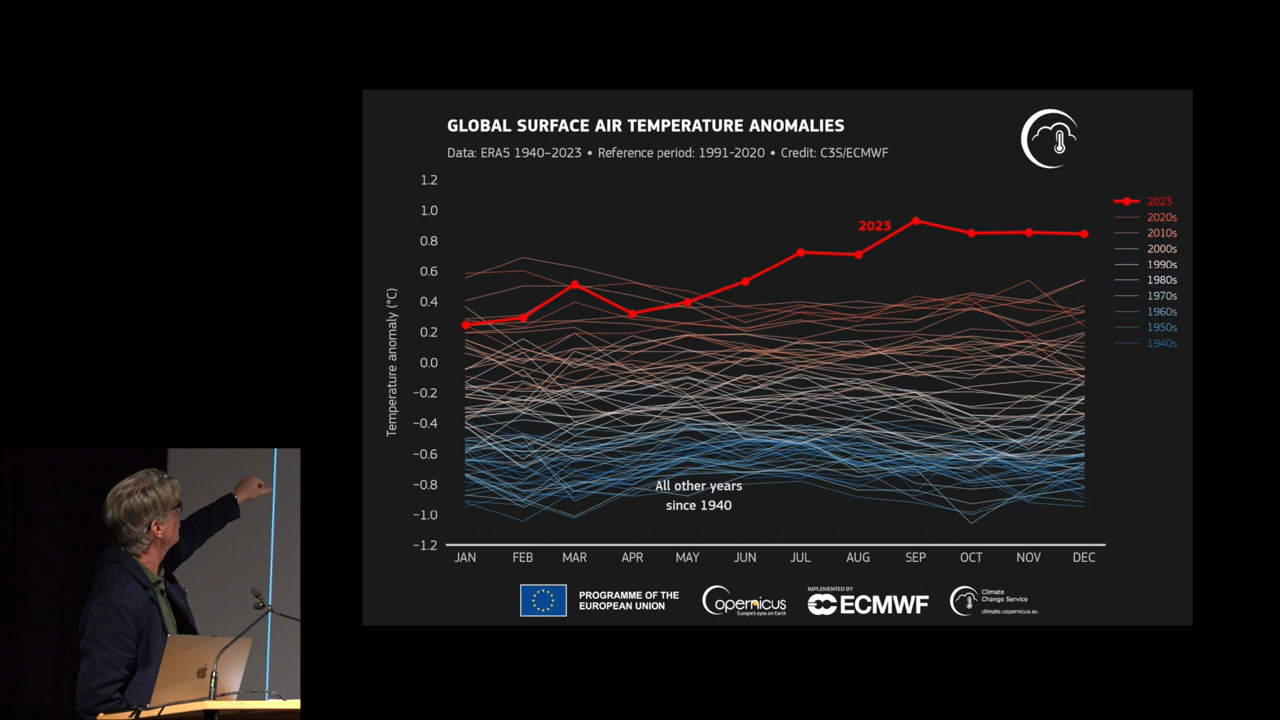 GLOBAL SURFACE AIR TEMPERATURE ANOMALIES
Data: ERA5 1940–2023 • Reference period: 1991-2020 • Credit: C3S/ECMWF
Temperature anomaly (°C)
1.2
1.0
0.8
0.6
0.4
0.2
0.0
−0.2
−0.4
−0.6
−0.8
−1.0
−1.2
2023
All other years
since 1940
2023
2020s
2010s
2000s
1990s
1980s
1970s
1960s
1950s
1940s
JAN FEB MAR APR MAY JUN JUL AUG SEP OCT NOV DEC
PROGRAMME OF THE
EUROPEAN UNION
Copernicus
Europe's eyes on Earth
IMPLEMENTED BY
ECMWF
Climate
Change Service
climate.copernicus.eu